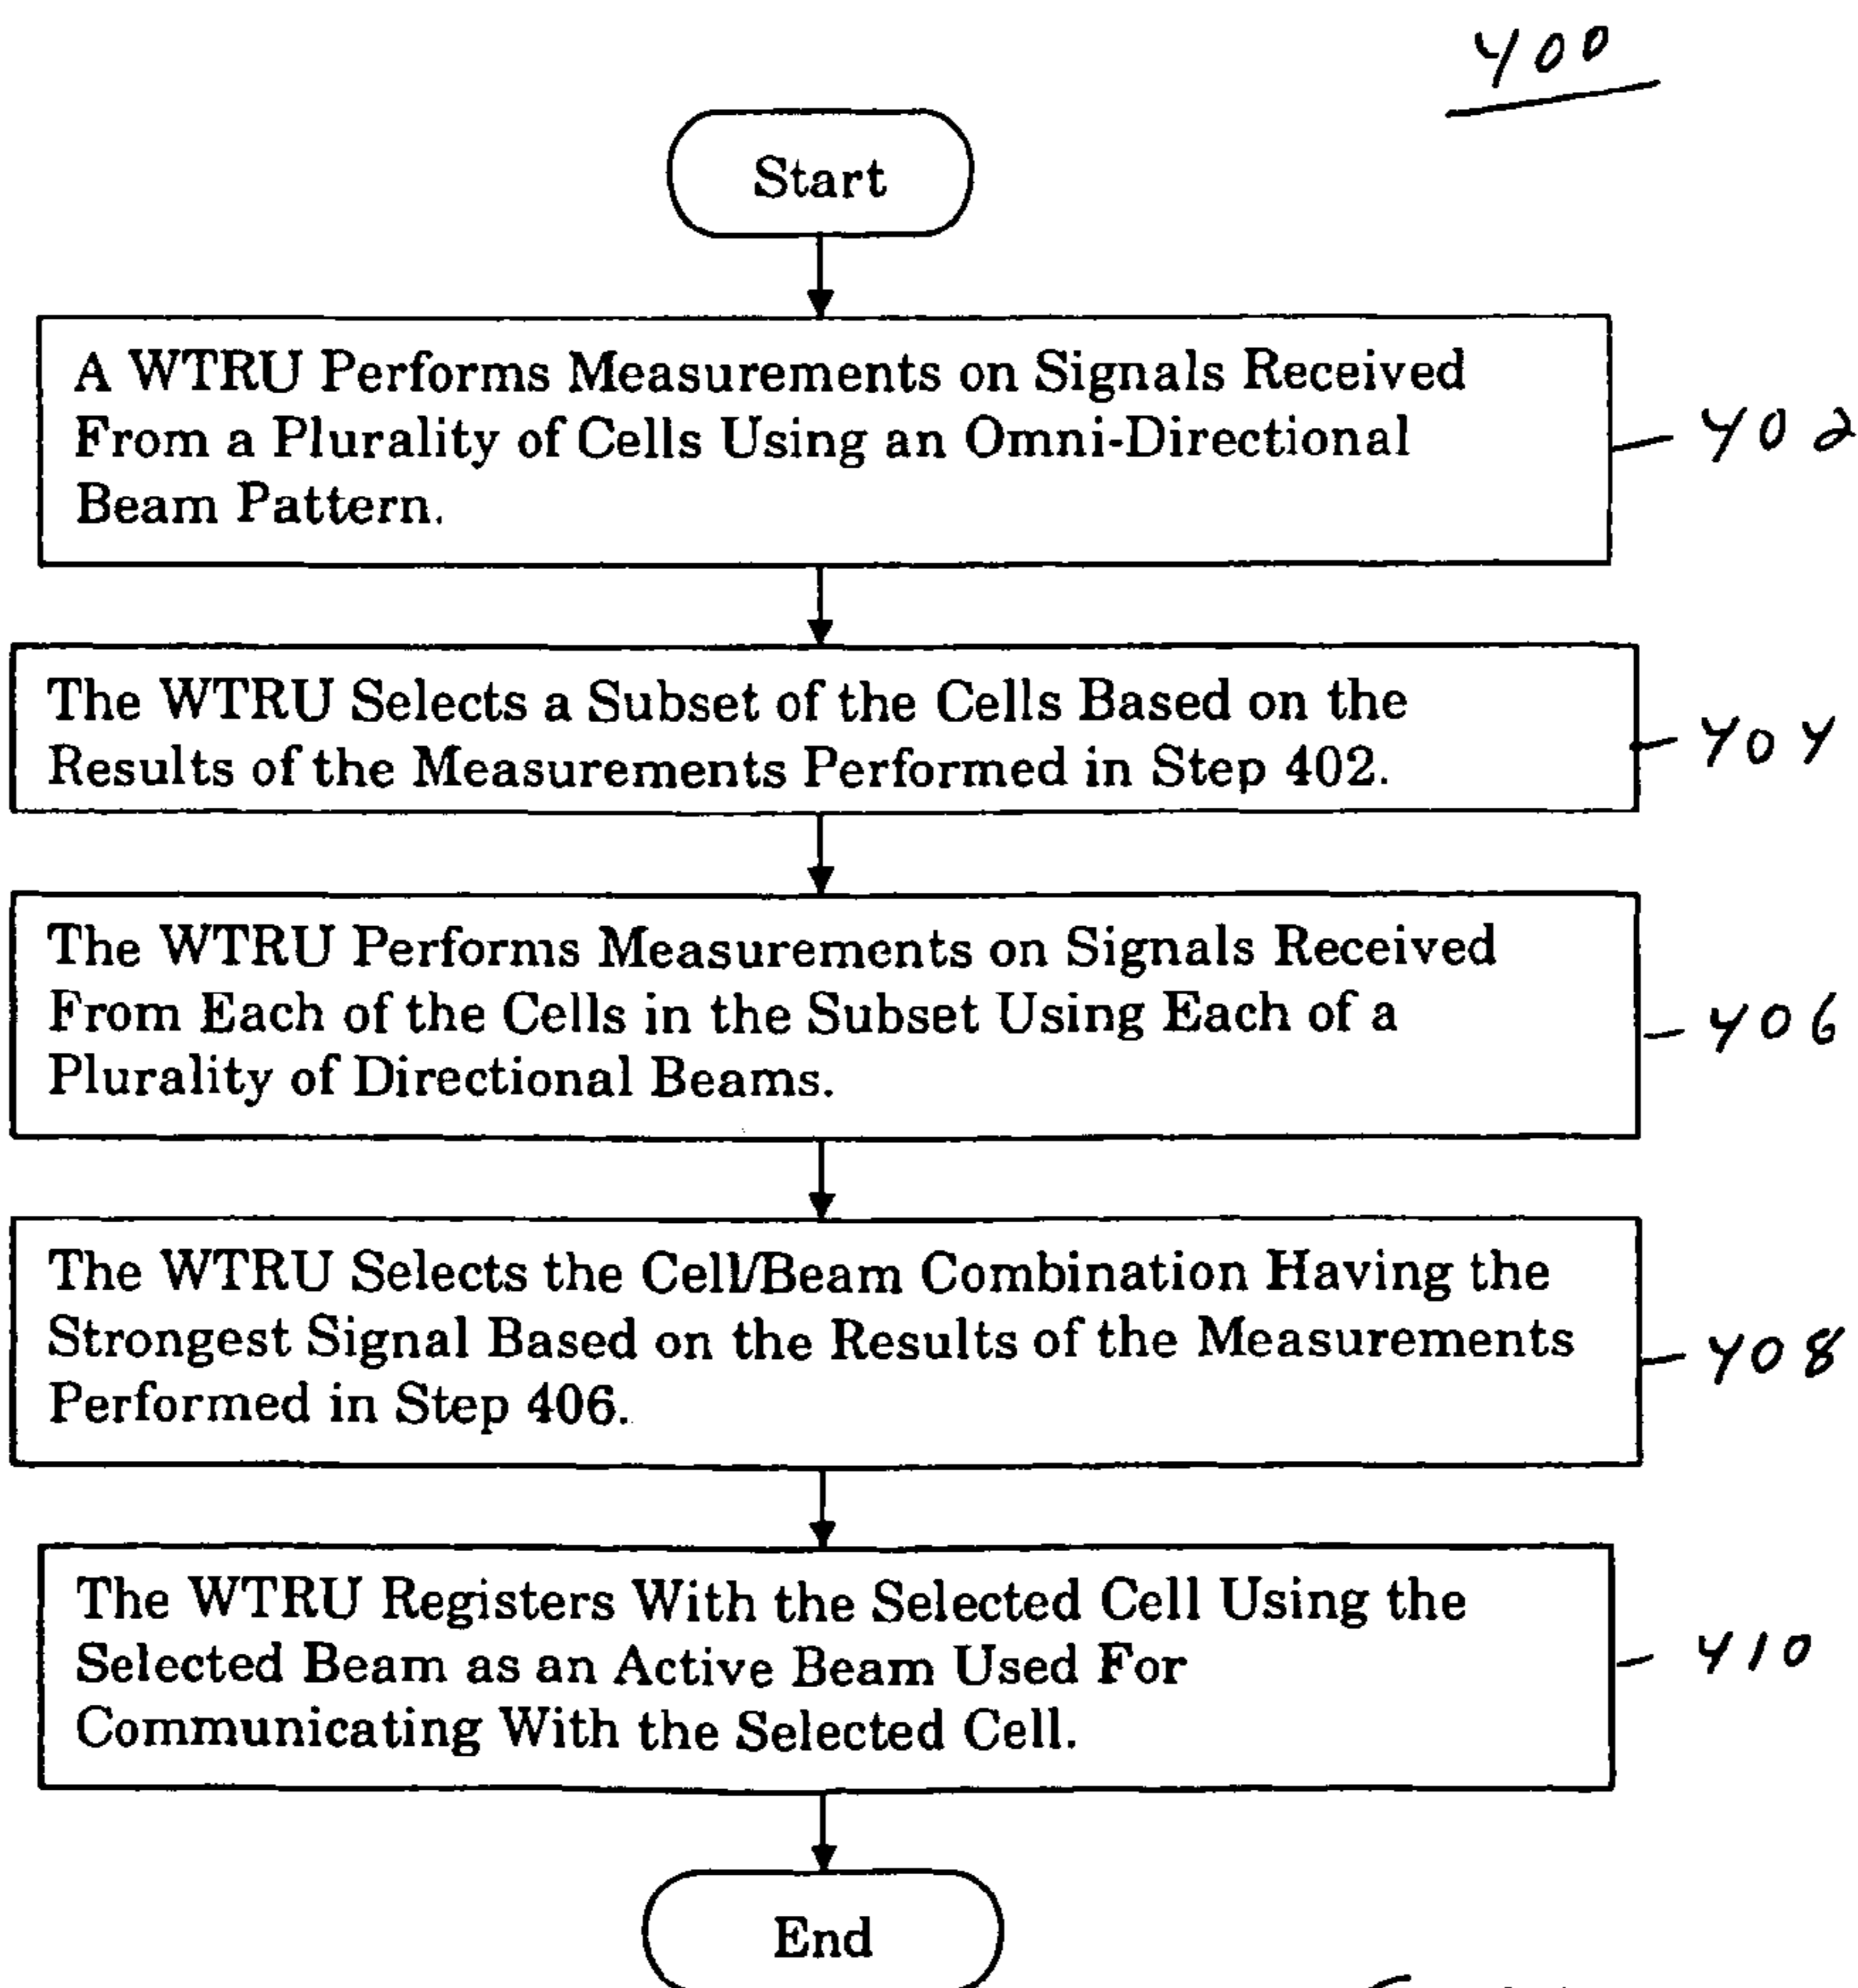 400
Start
A WTRU Performs Measurements on Signals Received
From a Plurality of Cells Using an Omni-Directional
Beam Pattern.
402
The WTRU Selects a Subset of the Cells Based on the
Results of the Measurements Performed in Step 402.
404
The WTRU Performs Measurements on Signals Received
From Each of the Cells in the Subset Using Each of a
Plurality of Directional Beams.
406
The WTRU Selects the Cell/Beam Combination Having the
Strongest Signal Based on the Results of the Measurements
Performed in Step 406.
408
The WTRU Registers With the Selected Cell Using the
Selected Beam as an Active Beam Used For
Communicating With the Selected Cell.
410
End